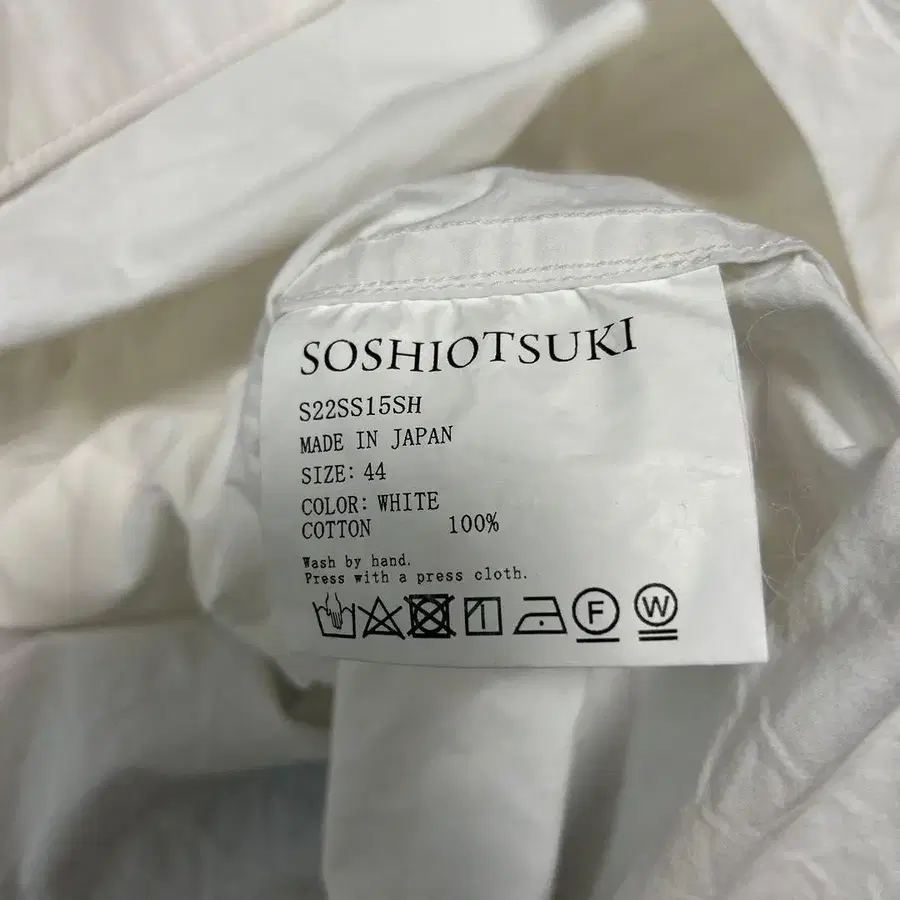 SOSHIOTSUKI
S22SS15SH
MADE IN JAPAN
SIZE: 44
COLOR: WHITE
COTTON 100%
Wash by hand.
Press with a press cloth.
F W